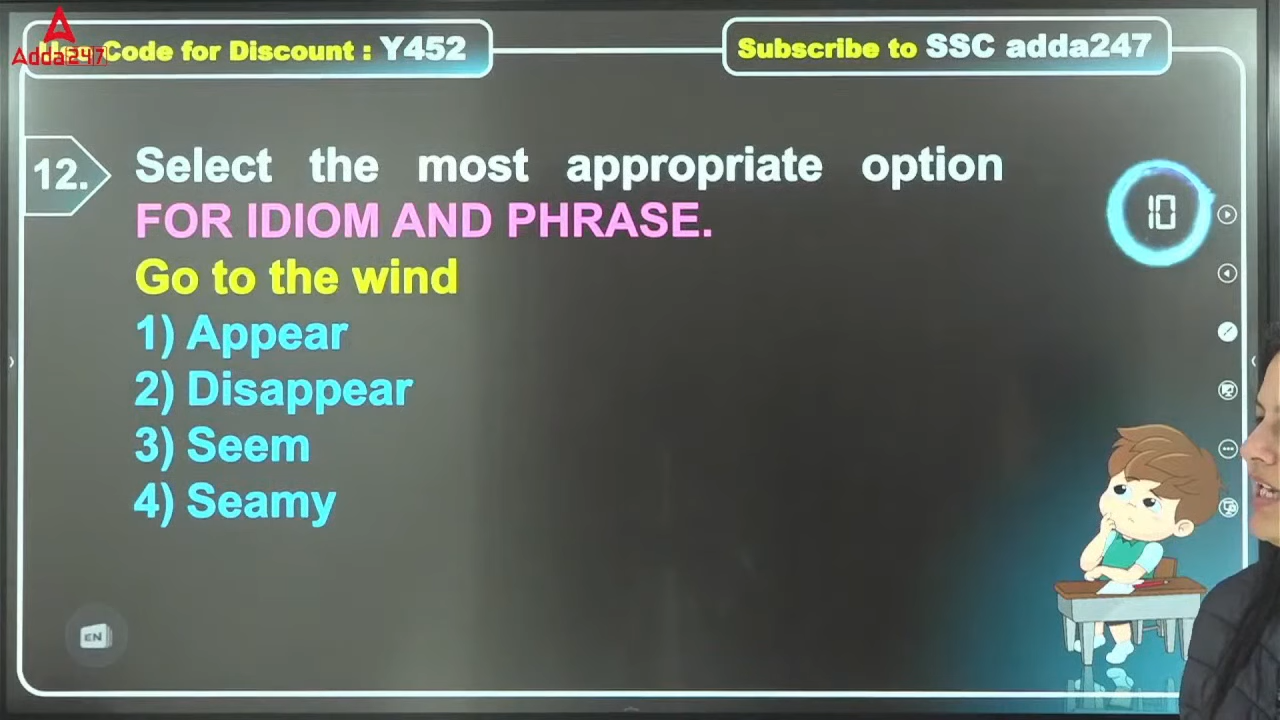 Adda247
Code for Discount : Y452
Subscribe to SSC adda247
12.
Select the most appropriate option
FOR IDIOM AND PHRASE.
Go to the wind
1) Appear
2) Disappear
3) Seem
4) Seamy
10
EN